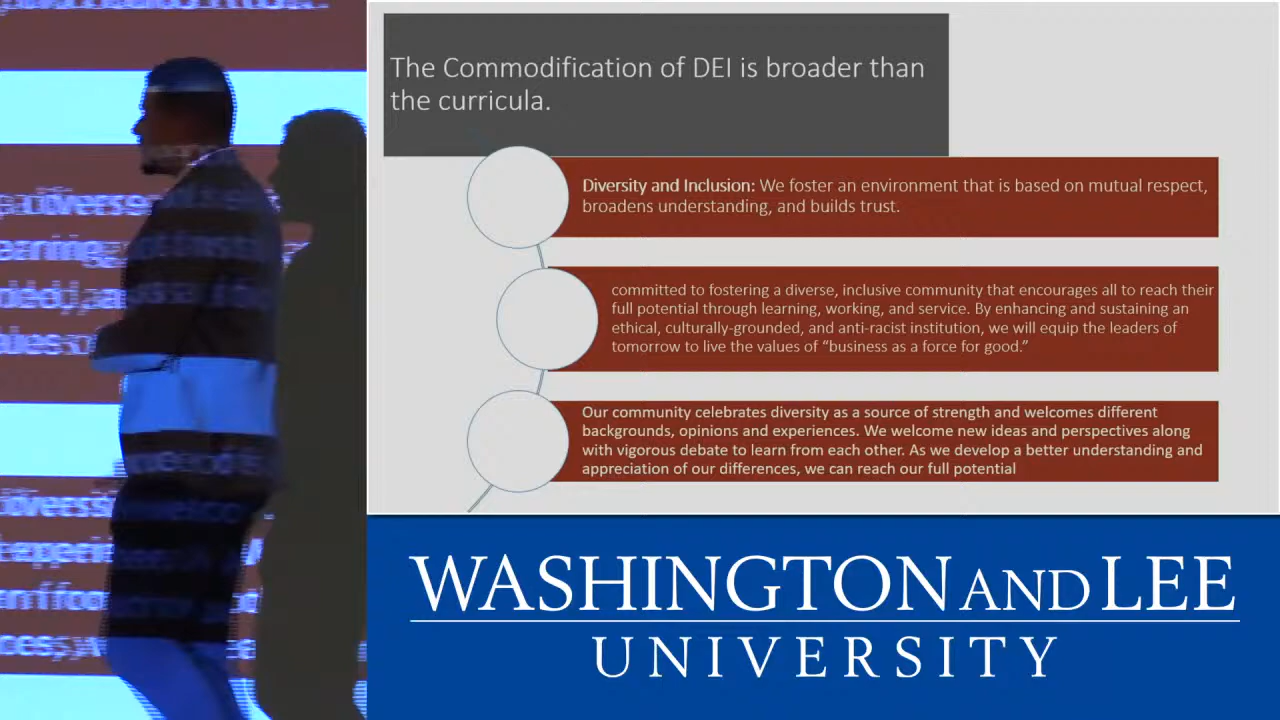 The Commodification of DEI is broader than
the curricula.
Diversity and Inclusion: We foster an environment that is based on mutual respect,
broadens understanding, and builds trust.
committed to fostering a diverse, inclusive community that encourages all to reach their
full potential through learning, working, and service. By enhancing and sustaining an
ethical, culturally-grounded, and anti-racist institution, we will equip the leaders of
tomorrow to live the values of “business as a force for good.”
Our community celebrates diversity as a source of strength and welcomes different
backgrounds, opinions and experiences. We welcome new ideas and perspectives along
with vigorous debate to learn from each other. As we develop a better understanding and
appreciation of our differences, we can reach our full potential
WASHINGTON AND LEE
UNIVERSITY